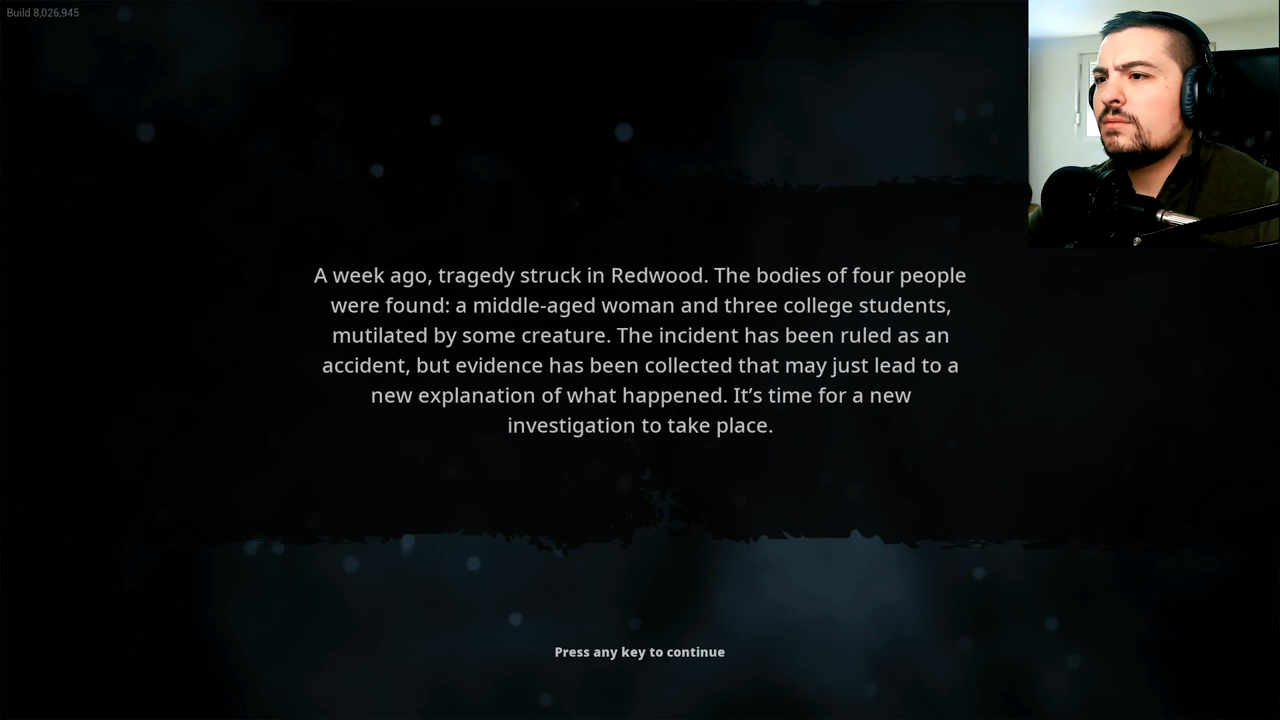 Build 8,026,945
A week ago, tragedy struck in Redwood. The bodies of four people
were found: a middle-aged woman and three college students,
mutilated by some creature. The incident has been ruled as an
accident, but evidence has been collected that may just lead to a
new explanation of what happened. It’s time for a new
investigation to take place.
Press any key to continue